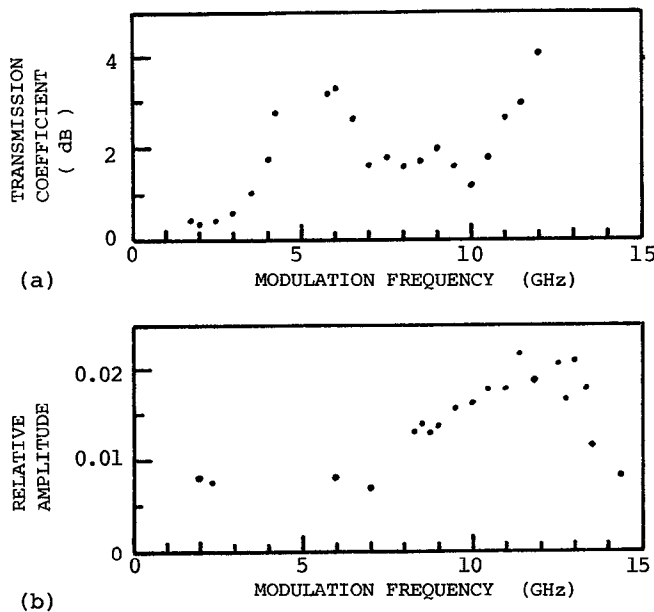 TRANSMISSION
COEFFICIENT
( dB )
4
2
0
5
10
15
MODULATION FREQUENCY (GHz)
(a)
RELATIVE
AMPLITUDE
0.02
0.01
0
0
5
10
15
MODULATION FREQUENCY (GHz)
(b)